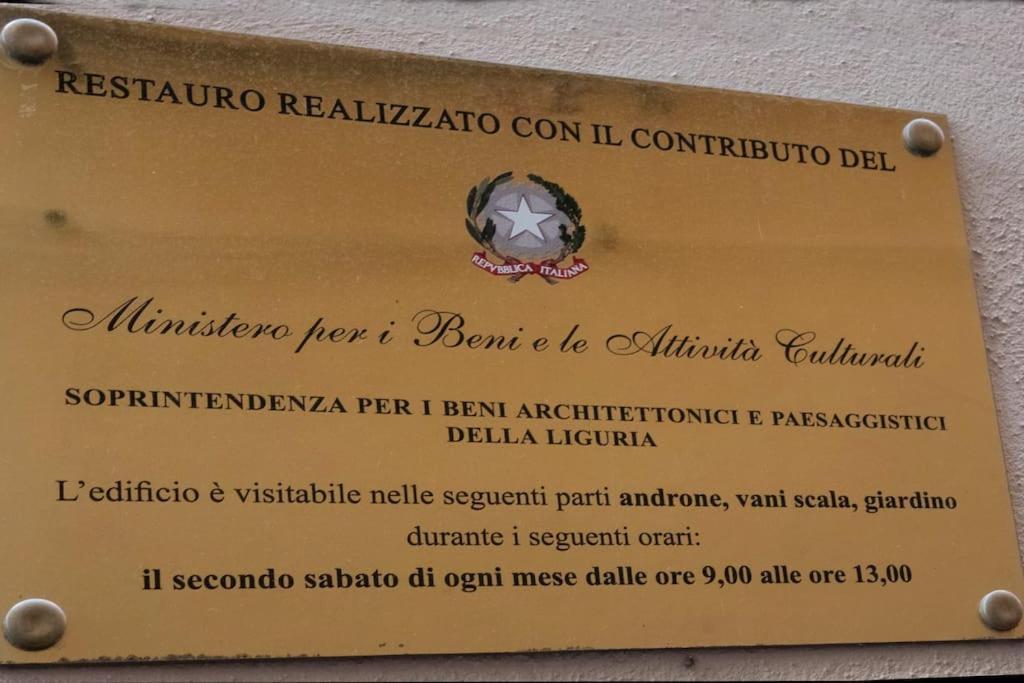 RESTAURO REALIZZATO CON IL CONTRIBUTO DEL
REPVBBLICA ITALIANA
Ministero per i Beni e le Attività Culturali
SOPRINTENDENZA PER I BENI ARCHITETTONICI E PAESAGGISTICI
DELLA LIGURIA
L'edificio è visitabile nelle seguenti parti androne, vani scala, giardino
durante i seguenti orari:
il secondo sabato di ogni mese dalle ore 9,00 alle ore 13,00